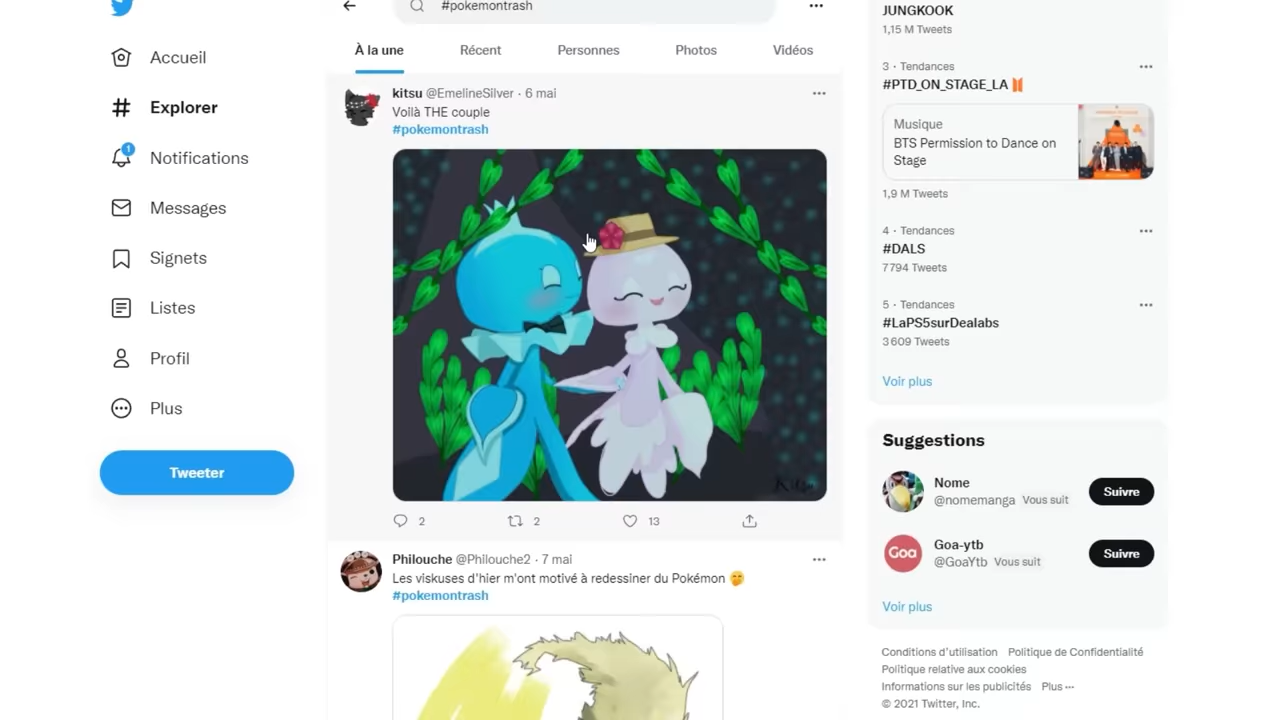 #pokemontrash
À la une
Récent
Personnes
Photos
Vidéos
Accueil
Explorer
1
Notifications
Messages
Signets
Listes
Profil
Plus
Tweeter
kitsu @EmelineSilver · 6 mai
Voilà THE couple
#pokemontrash
2
2
13
Philouche @Philouche2 · 7 mai
Les viskuses d'hier m'ont motivé à redessiner du Pokémon
#pokemontrash
JUNGKOOK
1,15 M Tweets
3 · Tendances
#PTD_ON_STAGE_LA
Musique
BTS Permission to Dance on
Stage
1,9 M Tweets
4 · Tendances
#DALS
7 794 Tweets
5 · Tendances
#LaPS5surDealabs
3 609 Tweets
Voir plus
Suggestions
Nome
@nomemanga Vous suit
Suivre
Goa
Goa-ytb
@GoaYtb Vous suit
Suivre
Voir plus
Conditions d'utilisation Politique de Confidentialité
Politique relative aux cookies
Informations sur les publicités Plus ···
© 2021 Twitter, Inc.